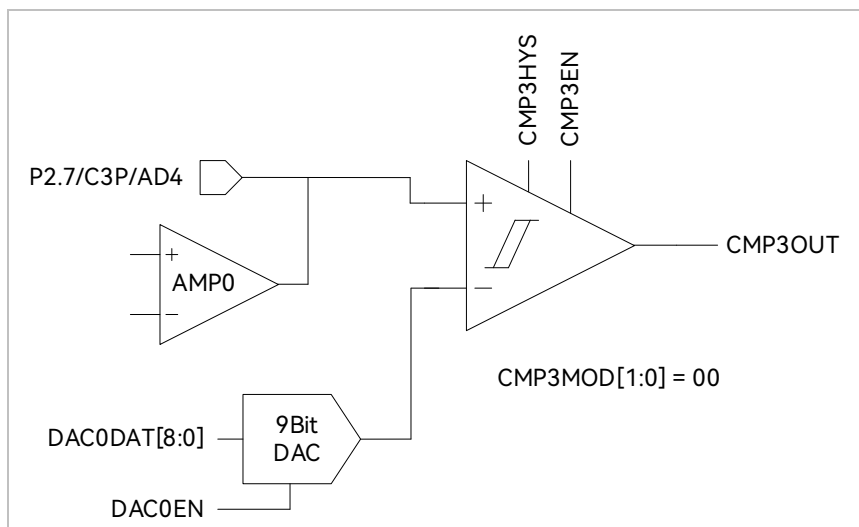 CMP3HYS
CMP3EN
P2.7/C3P/AD4
+
AMP0
+
−
−
CMP3OUT
CMP3MOD[1:0] = 00
DAC0DAT[8:0]
9Bit
DAC
DAC0EN